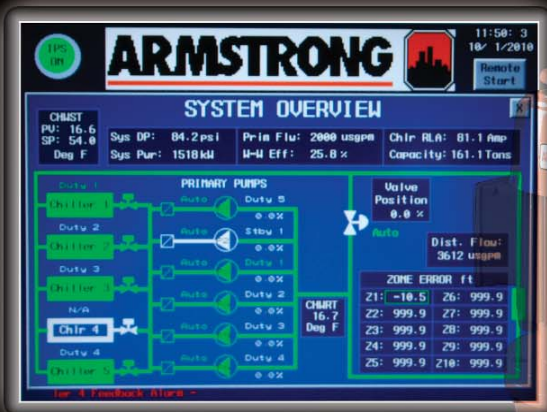 IPS
ON
ARMSTRONG
11:50: 3
10/ 1/2010
Remote
Start
SYSTEM OVERVIEW
X
CHWST
PV: 16.6
SP: 54.0
Deg F
Sys DP: 84.2psi
Sys Pwr: 1518kW
Prim Flw: 2000 usgpm
W-W Eff: 25.8 %
Chlr RLA: 81.1 Amp
Capacity: 161.1Tons
PRIMARY PUMPS
Duty 1
Chiller 1
Duty 2
Chiller 2
Duty 3
Chiller 3
N/A
Chlr 4
Duty 4
Chiller 5
Auto Duty 5
0.0%
Auto Stby 1
0.0%
Auto Duty 1
0.0%
Auto Duty 2
0.0%
Auto Duty 3
0.0%
Auto Duty 4
0.0%
CHWRT
16.7
Deg F
Valve
Position
0.0 %
Auto
Dist. Flow:
3612 usgpm
ZONE ERROR ft
Z1: -10.5 Z6: 999.9
Z2: 999.9 Z7: 999.9
Z3: 999.9 Z8: 999.9
Z4: 999.9 Z9: 999.9
Z5: 999.9 Z10: 999.9
ler 4 Feedback Alarm -